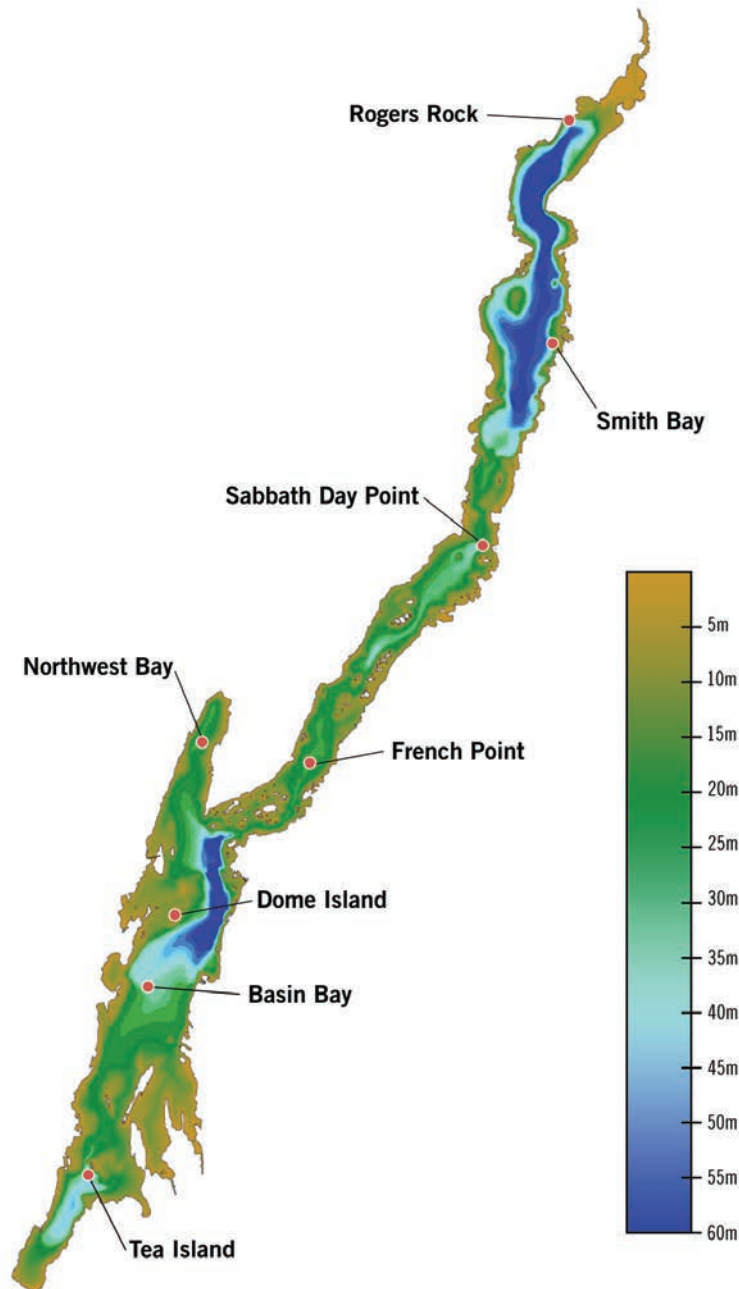 Rogers Rock
Smith Bay
Sabbath Day Point
Northwest Bay
French Point
Dome Island
Basin Bay
Tea Island
5m
10m
15m
20m
25m
30m
35m
40m
45m
50m
55m
60m